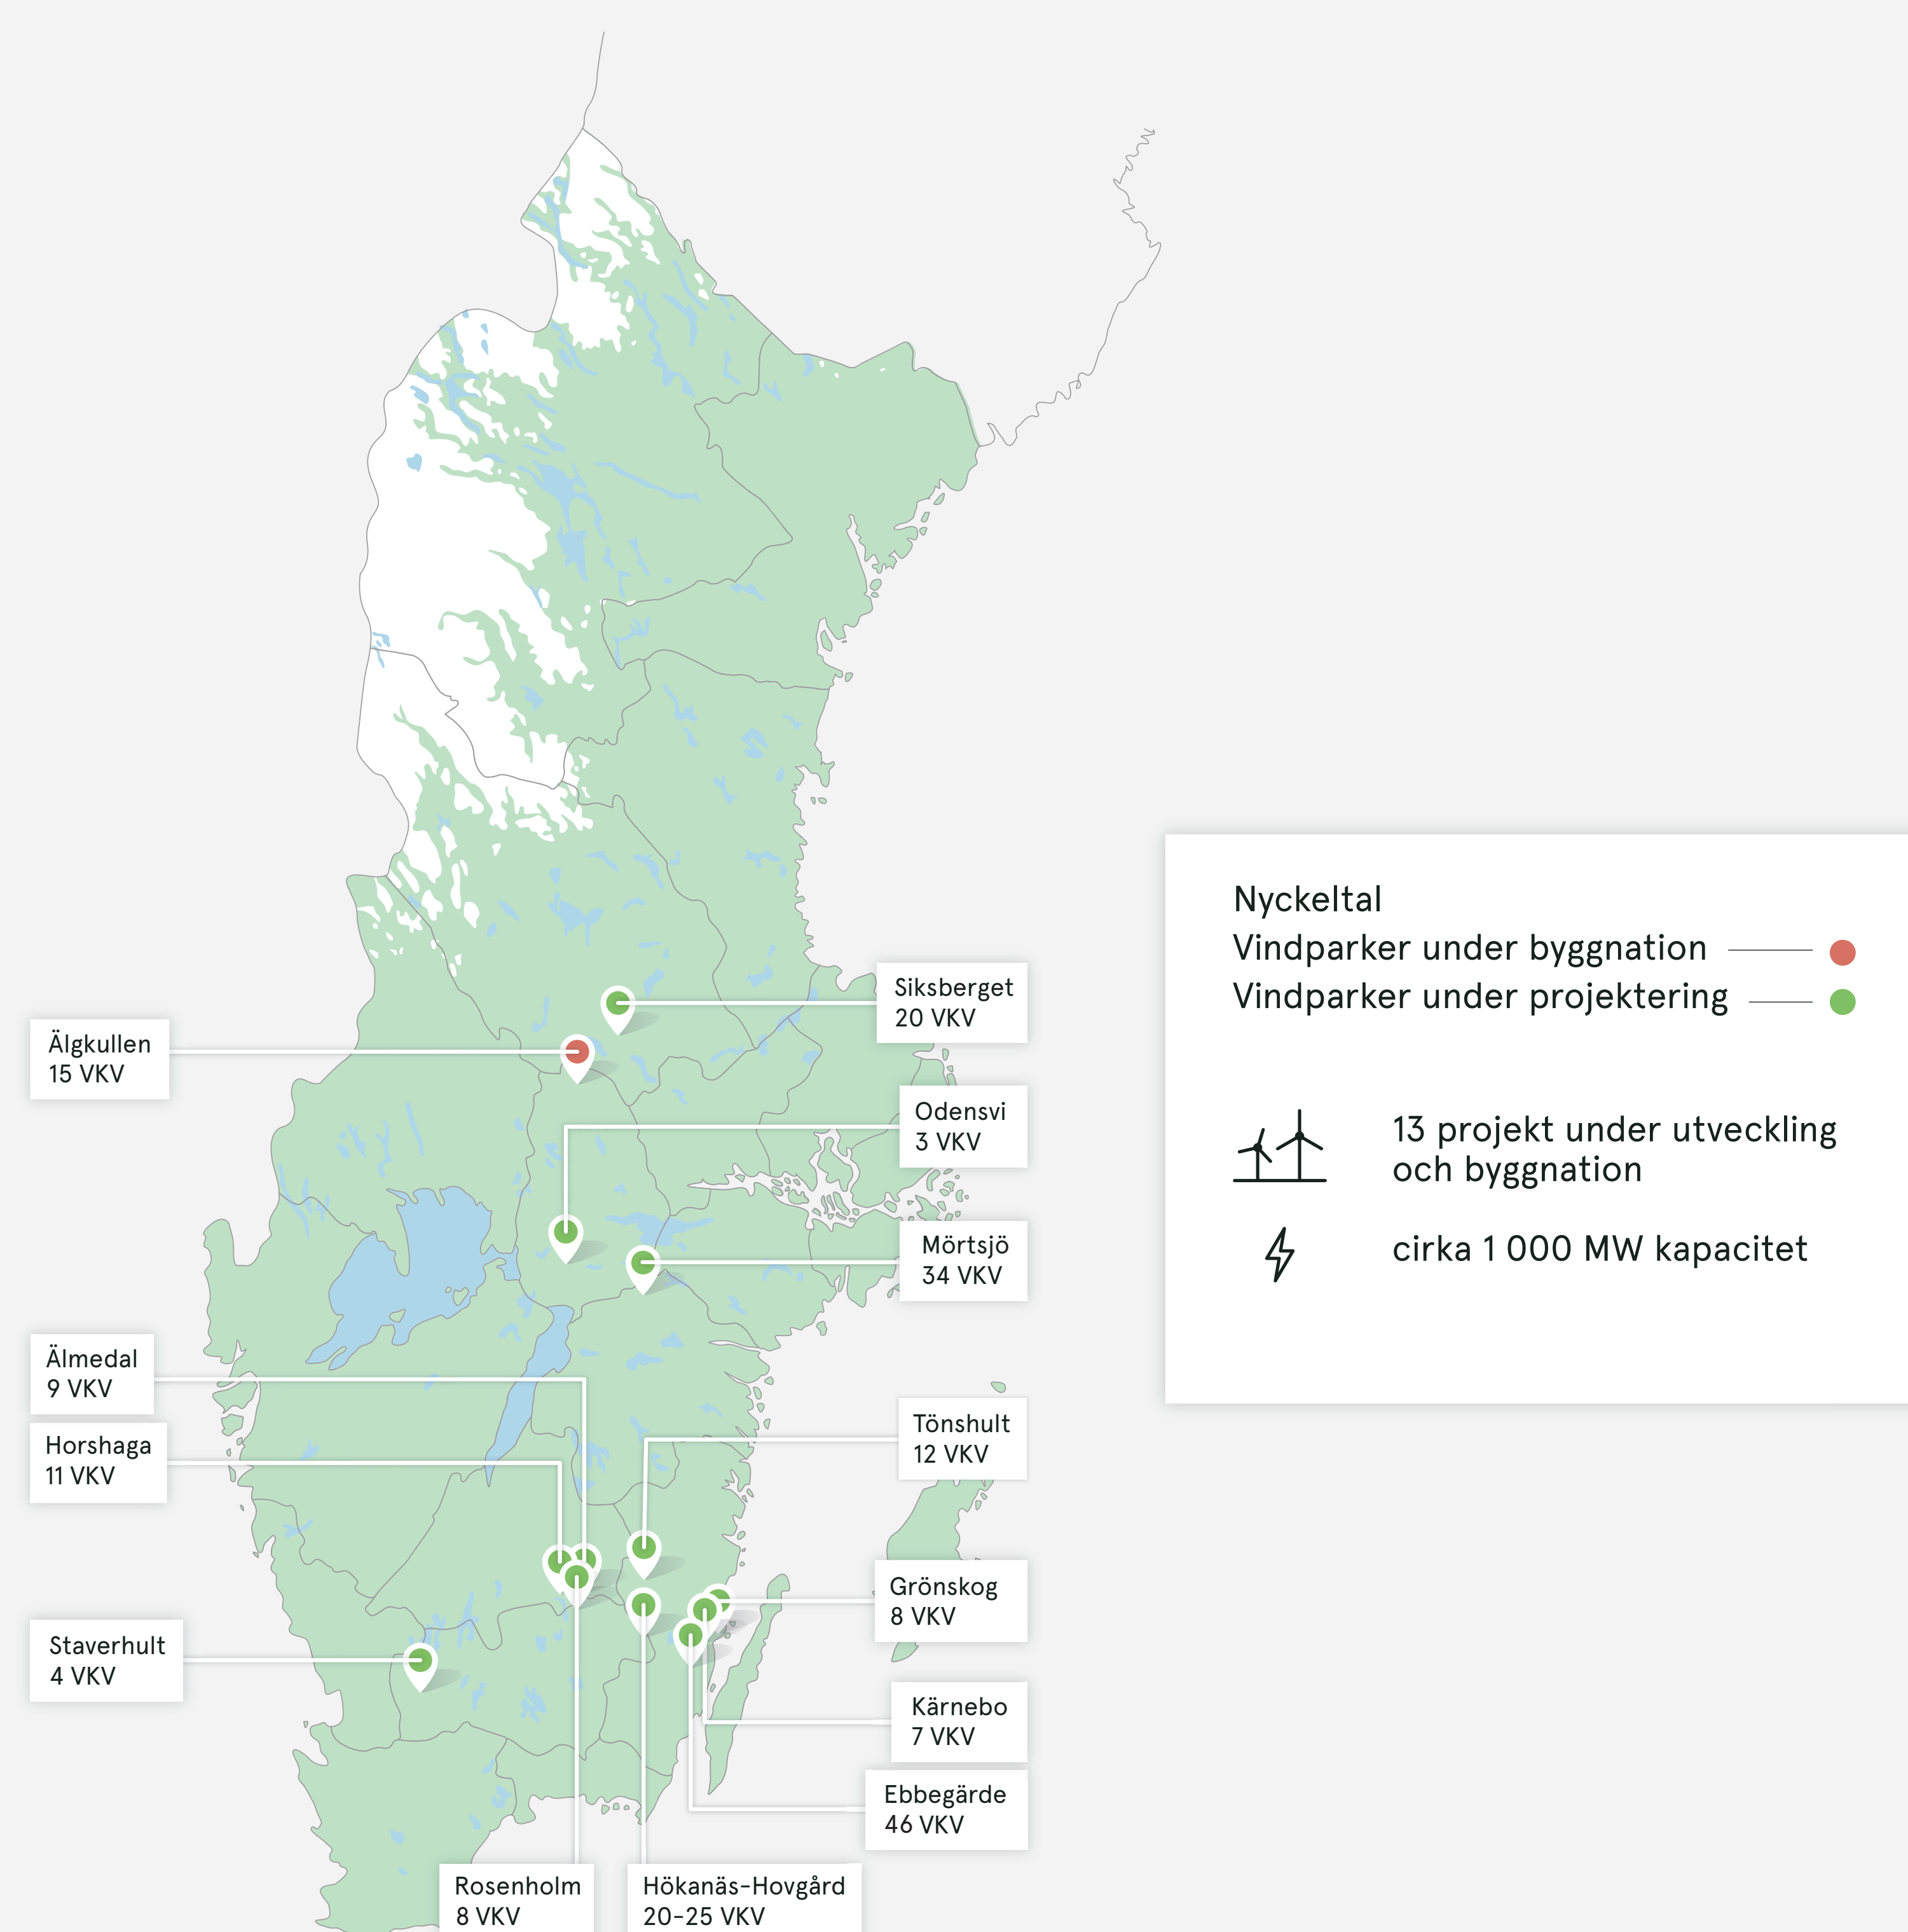 Siksberget
20 VKV
Älgkullen
15 VKV
Odensvi
3 VKV
Mörtsjö
34 VKV
Älmedal
9 VKV
Horshaga
11 VKV
Tönshult
12 VKV
Grönskog
8 VKV
Staverhult
4 VKV
Kärnebo
7 VKV
Ebbegärde
46 VKV
Rosenholm
8 VKV
Hökanäs-Hovgård
20-25 VKV
Nyckeltal
Vindparker under byggnation
Vindparker under projektering
13 projekt under utveckling
och byggnation
cirka 1 000 MW kapacitet